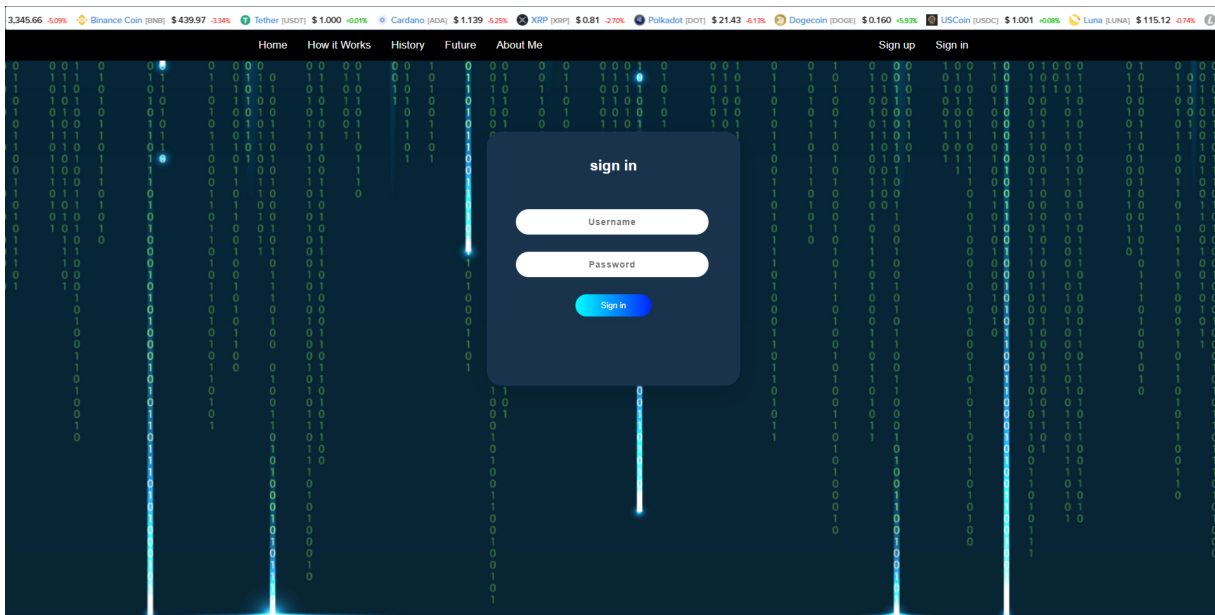 3,345.66 -5.09% Binance Coin [BNB] $ 439.97 -3.34% Tether [USDT] $ 1.000 +0.01% Cardano [ADA] $ 1.139 -5.25% XRP [XRP] $ 0.81 -2.70% Polkadot [DOT] $ 21.43 -6.13% Dogecoin [DOGE] $ 0.160 +5.93% USCoin [USDC] $ 1.001 +0.08% Luna [LUNA] $ 115.12 -0.74%
Home How it Works History Future About Me Sign up Sign in
sign in
Username
Password
Sign in